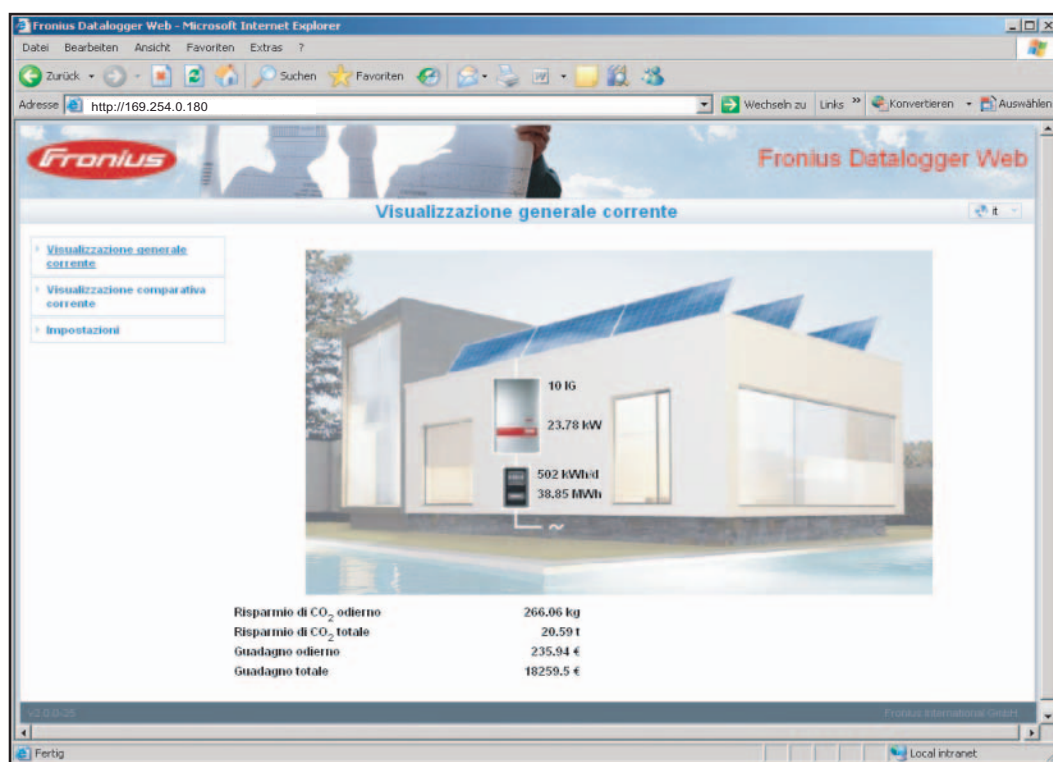 Fronius Datalogger Web - Microsoft Internet Explorer
Datei Bearbeiten Ansicht Favoriten Extras ?
Zurück Suchen Favoriten
Adresse http://169.254.0.180 Wechseln zu Links » Konvertieren Auswählen
Fronius
Fronius Datalogger Web
Visualizzazione generale corrente
it
Visualizzazione generale
corrente
Visualizzazione comparativa
corrente
Impostazioni
10 IG
23.78 kW
502 kWh/d
38.85 MWh
~
Risparmio di CO₂ odierno 266.06 kg
Risparmio di CO₂ totale 20.59 t
Guadagno odierno 235.94 €
Guadagno totale 18259.5 €
v2.0.0-25 Fronius International GmbH
Fertig Local intranet